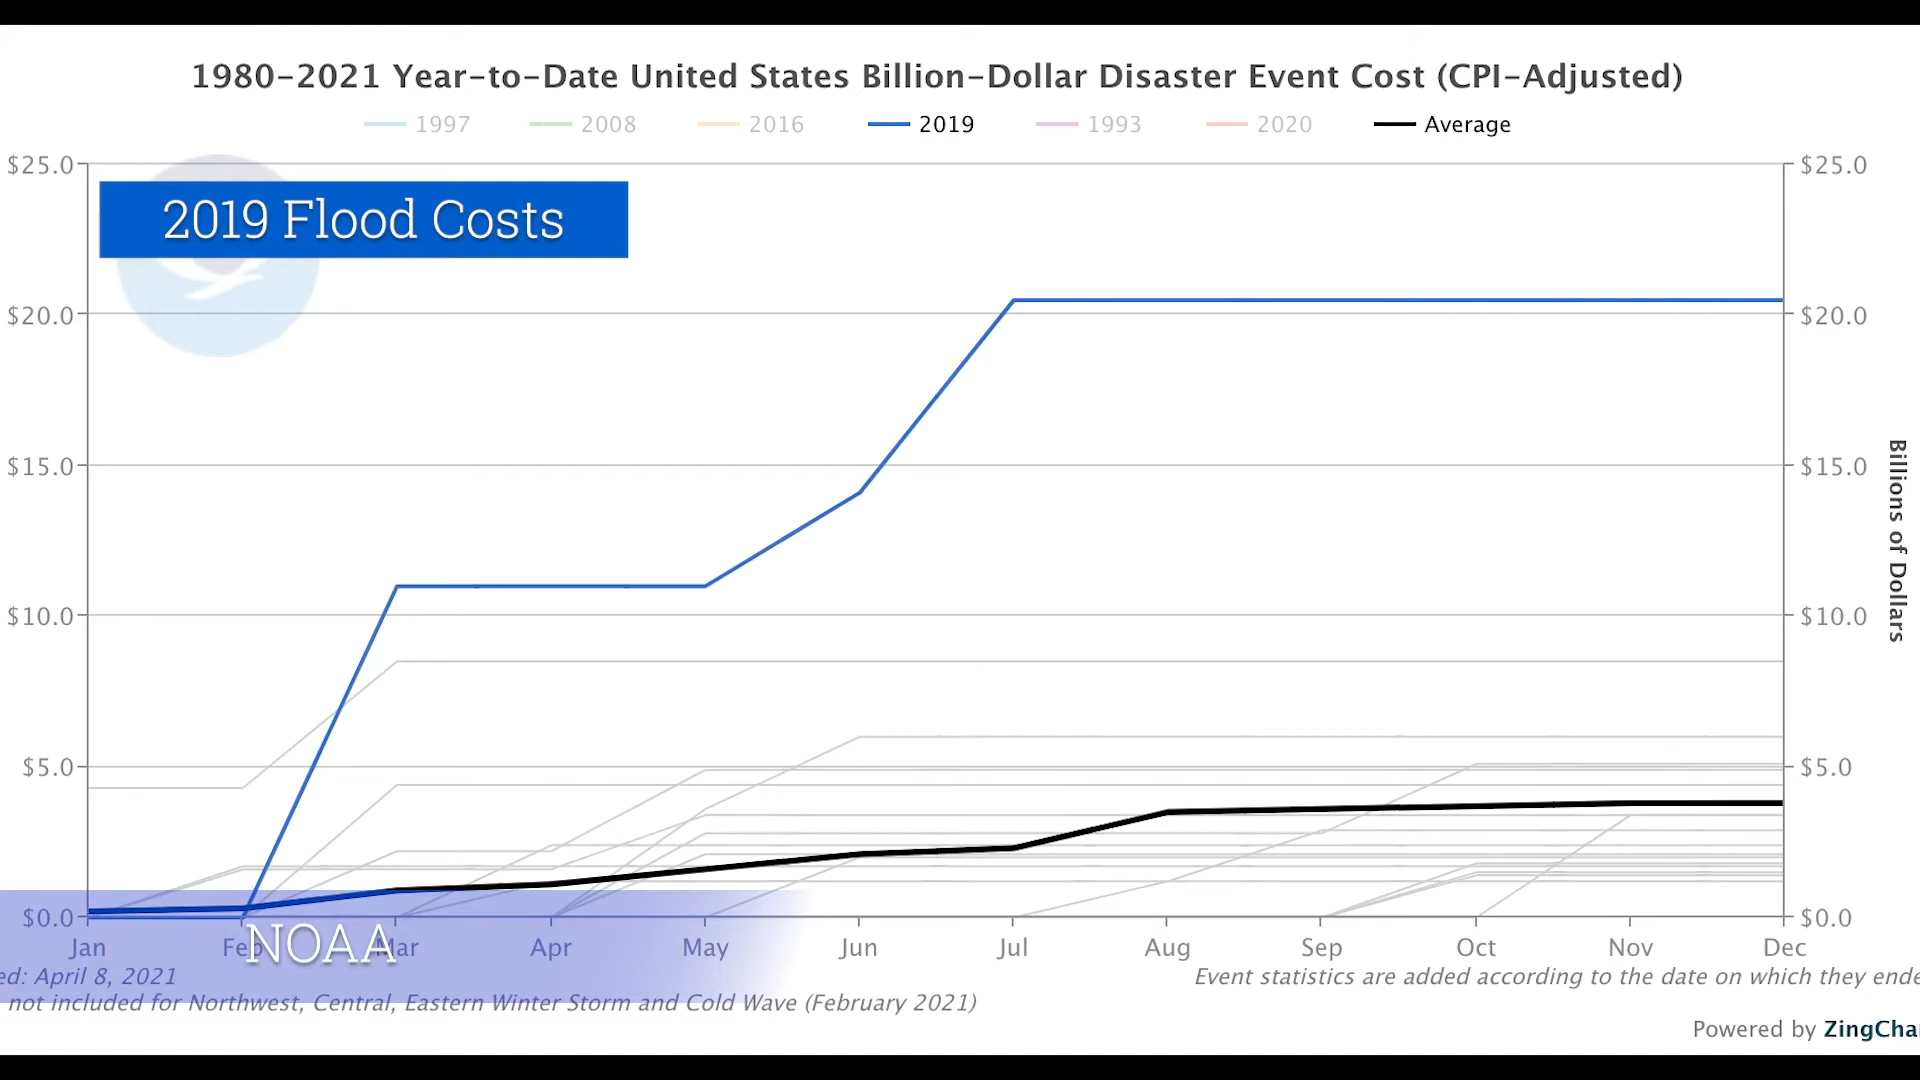 1980-2021 Year-to-Date United States Billion-Dollar Disaster Event Cost (CPI-Adjusted)
1997 2008 2016 2019 1993 2020 Average
$25.0 $25.0
2019 Flood Costs
$20.0 $20.0
$15.0 $15.0
Billions of Dollars
$10.0 $10.0
$5.0 $5.0
$0.0 $0.0
Jan Feb Mar Apr May Jun Jul Aug Sep Oct Nov Dec
NOAA
ed: April 8, 2021 Event statistics are added according to the date on which they ende
not included for Northwest, Central, Eastern Winter Storm and Cold Wave (February 2021)
Powered by ZingCha